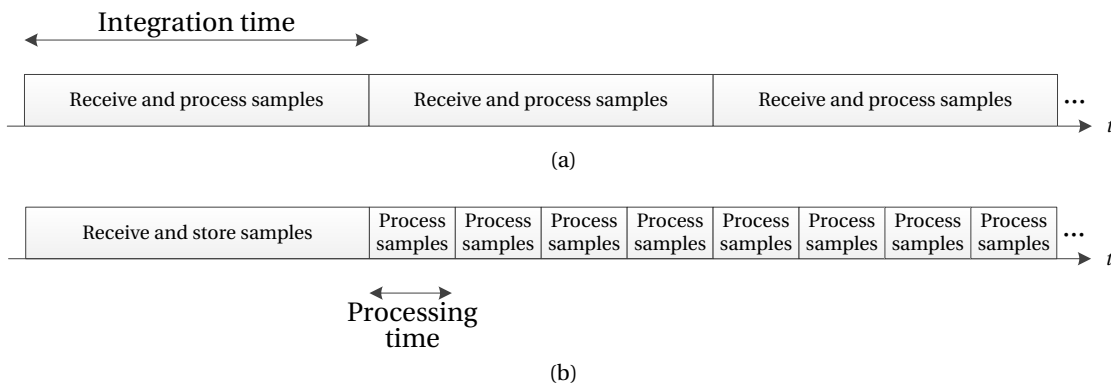 Integration time
Receive and process samples Receive and process samples Receive and process samples ...
t
(a)
Receive and store samples Process samples Process samples Process samples Process samples Process samples Process samples Process samples Process samples ...
t
Processing
time
(b)